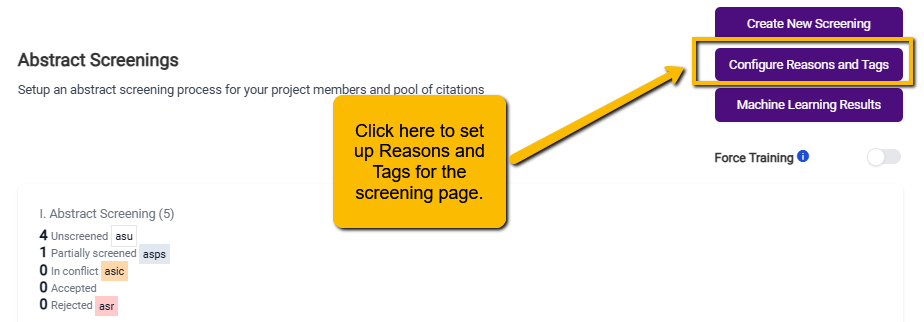 Create New Screening
Abstract Screenings
Configure Reasons and Tags
Setup an abstract screening process for your project members and pool of citations
Machine Learning Results
Click here to set
up Reasons and
Tags for the
screening page.
Force Training
I. Abstract Screening (5)
4 Unscreened asu
1 Partially screened asps
0 In conflict asic
0 Accepted
0 Rejected asr